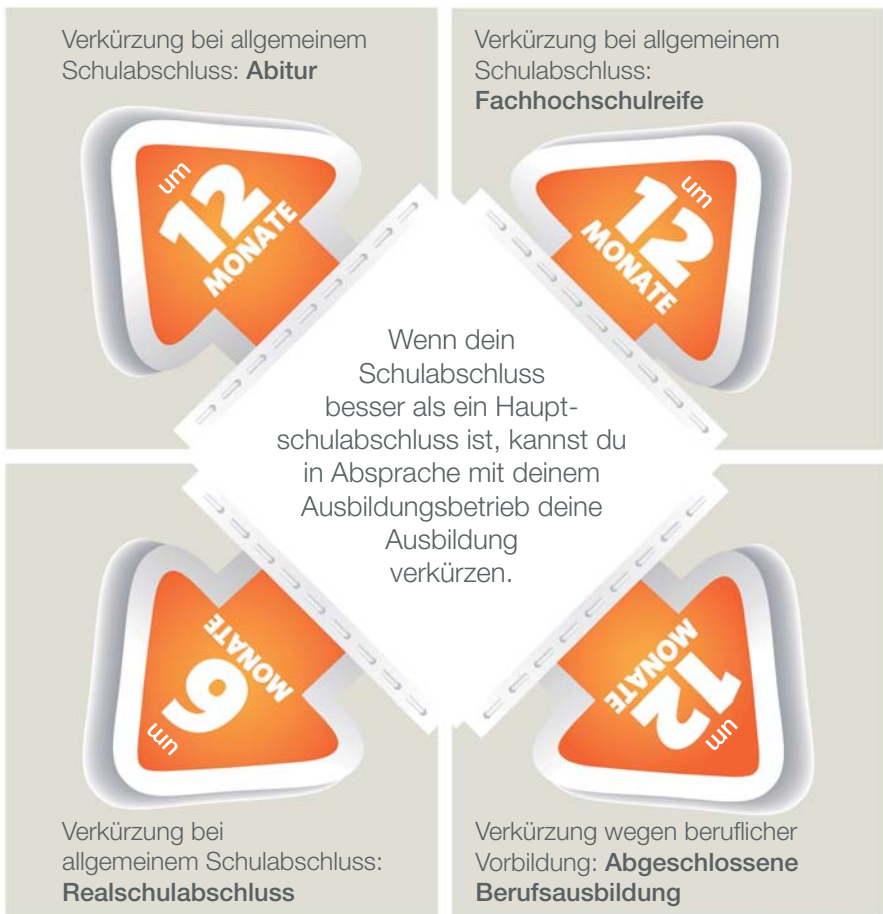 Verkürzung bei allgemeinem
Schulabschluss: Abitur
um
12
MONATE
Verkürzung bei allgemeinem
Schulabschluss:
Fachhochschulreife
um
12
MONATE
Wenn dein
Schulabschluss
besser als ein Haupt-
schulabschluss ist, kannst du
in Absprache mit deinem
Ausbildungsbetrieb deine
Ausbildung
verkürzen.
um
6
MONATE
Verkürzung bei
allgemeinem Schulabschluss:
Realschulabschluss
um
12
MONATE
Verkürzung wegen beruflicher
Vorbildung: Abgeschlossene
Berufsausbildung